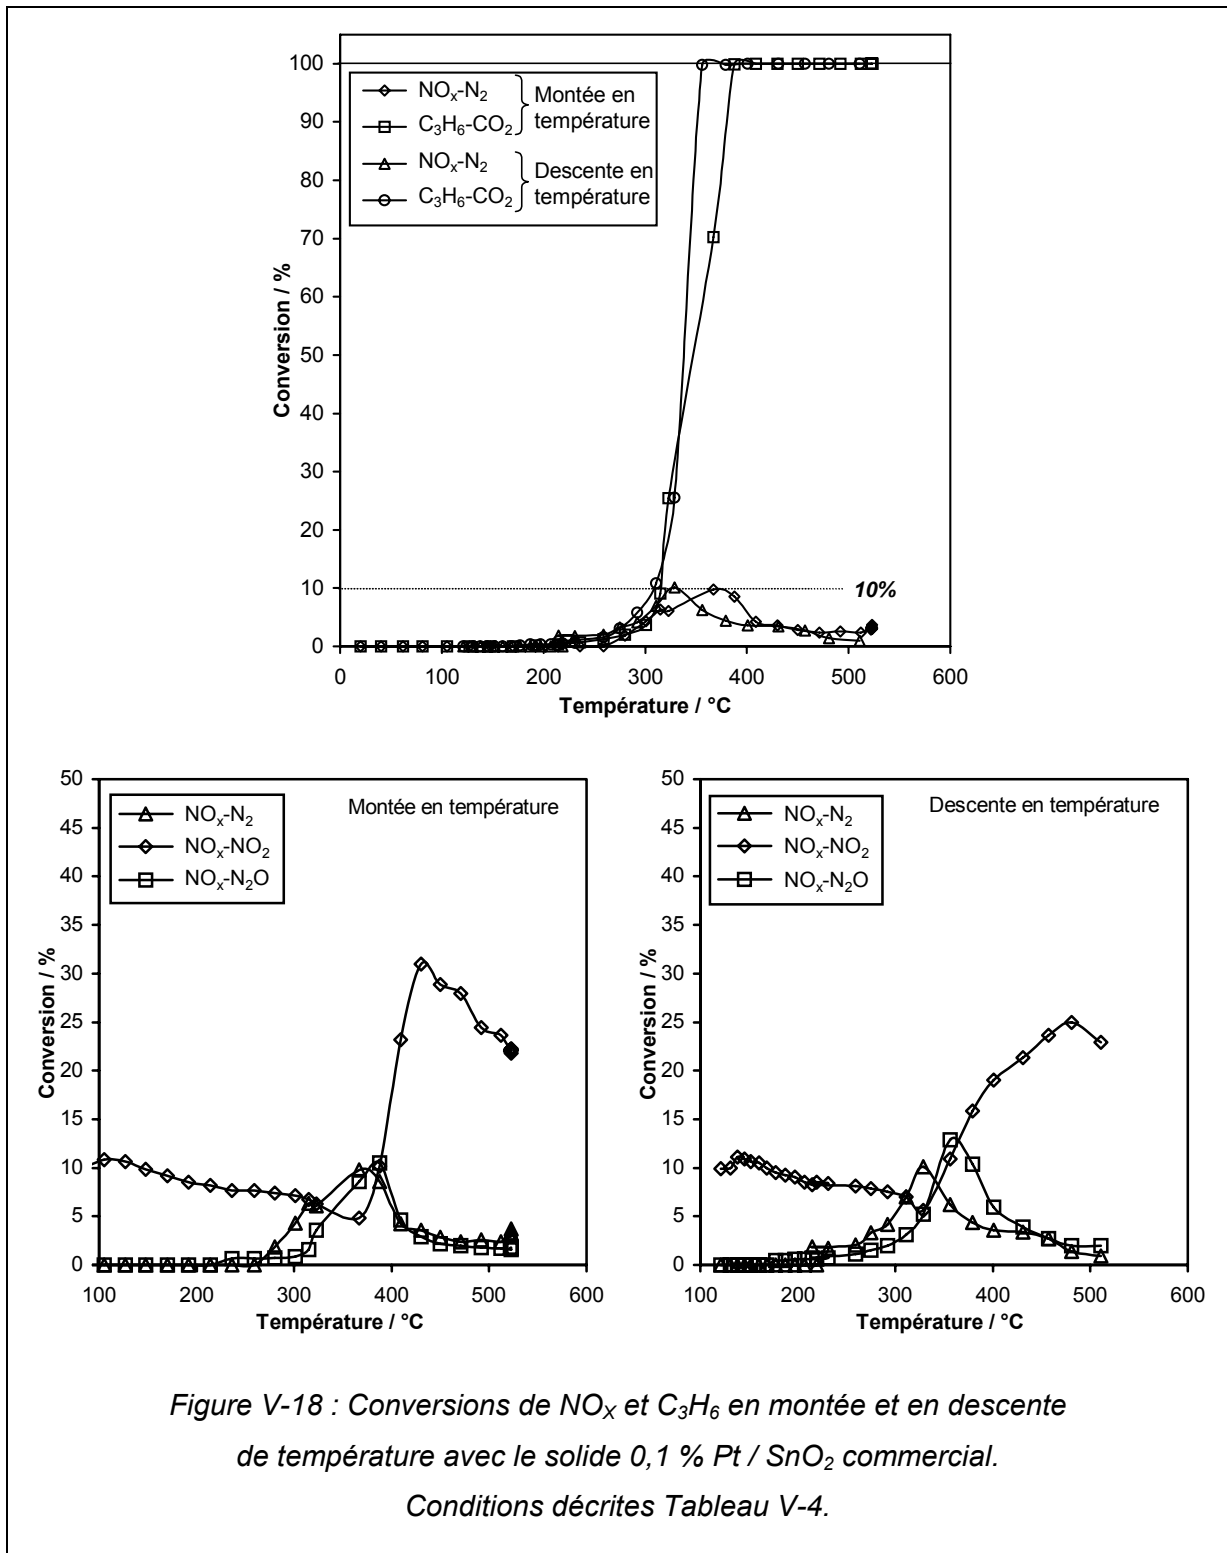 100
90
80
70
60
50
40
30
20
10
0
Conversion / %
NOₓ-N₂
C₃H₆-CO₂
Montée en
température
NOₓ-N₂
C₃H₆-CO₂
Descente en
température
10%
0 100 200 300 400 500 600
Température / °C
50
45
40
35
30
25
20
15
10
5
0
Conversion / %
NOₓ-N₂
NOₓ-NO₂
NOₓ-N₂O
Montée en température
100 200 300 400 500 600
Température / °C
50
45
40
35
30
25
20
15
10
5
0
Conversion / %
NOₓ-N₂
NOₓ-NO₂
NOₓ-N₂O
Descente en température
100 200 300 400 500 600
Température / °C
Figure V-18 : Conversions de NOₓ et C₃H₆ en montée et en descente
de température avec le solide 0,1 % Pt / SnO₂ commercial.
Conditions décrites Tableau V-4.